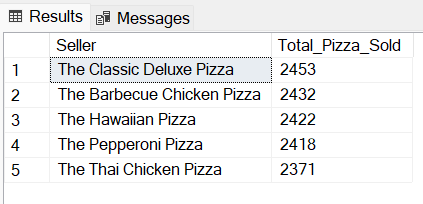 Results Messages
Seller Total_Pizza_Sold
1 The Classic Deluxe Pizza 2453
2 The Barbecue Chicken Pizza 2432
3 The Hawaiian Pizza 2422
4 The Pepperoni Pizza 2418
5 The Thai Chicken Pizza 2371